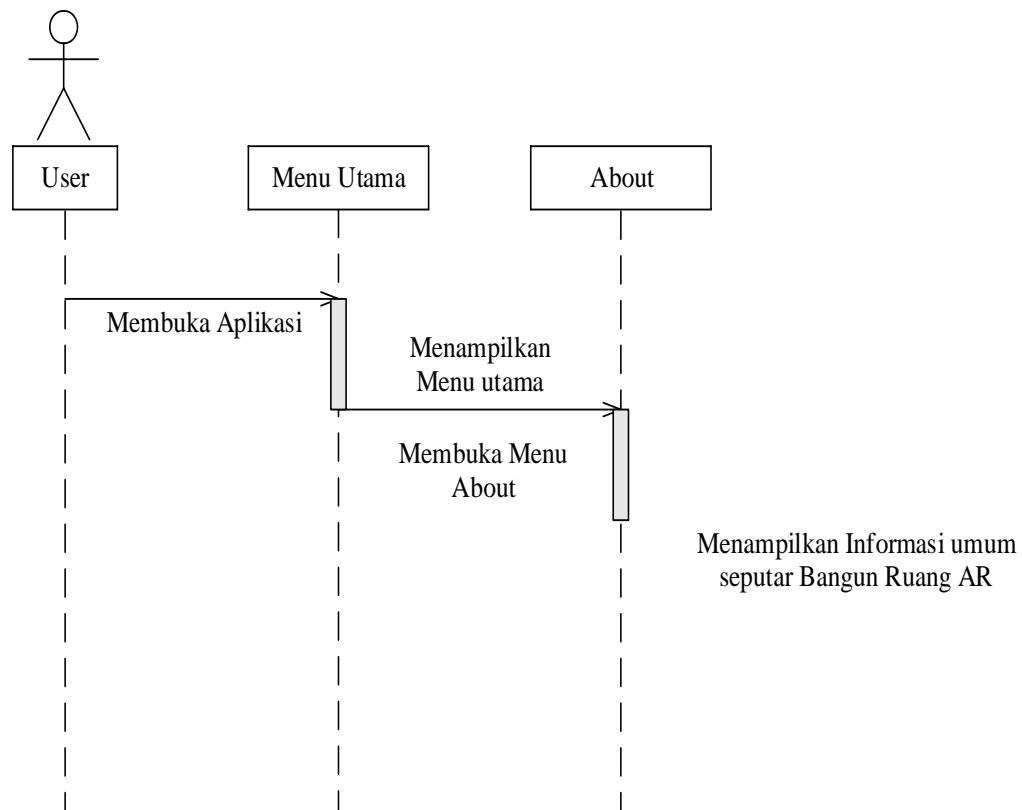 User
Menu Utama
About
Membuka Aplikasi
Menampilkan
Menu utama
Membuka Menu
About
Menampilkan Informasi umum
seputar Bangun Ruang AR